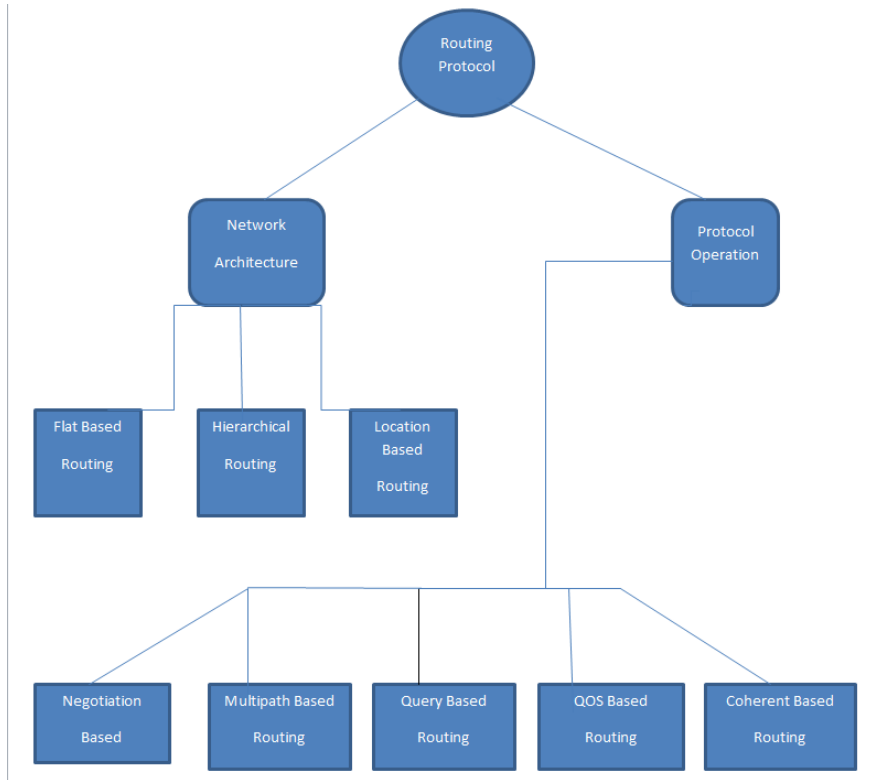 Routing
Protocol
Network
Architecture
Protocol
Operation
Flat Based
Routing
Hierarchical
Routing
Location
Based
Routing
Negotiation
Based
Multipath Based
Routing
Query Based
Routing
QOS Based
Routing
Coherent Based
Routing